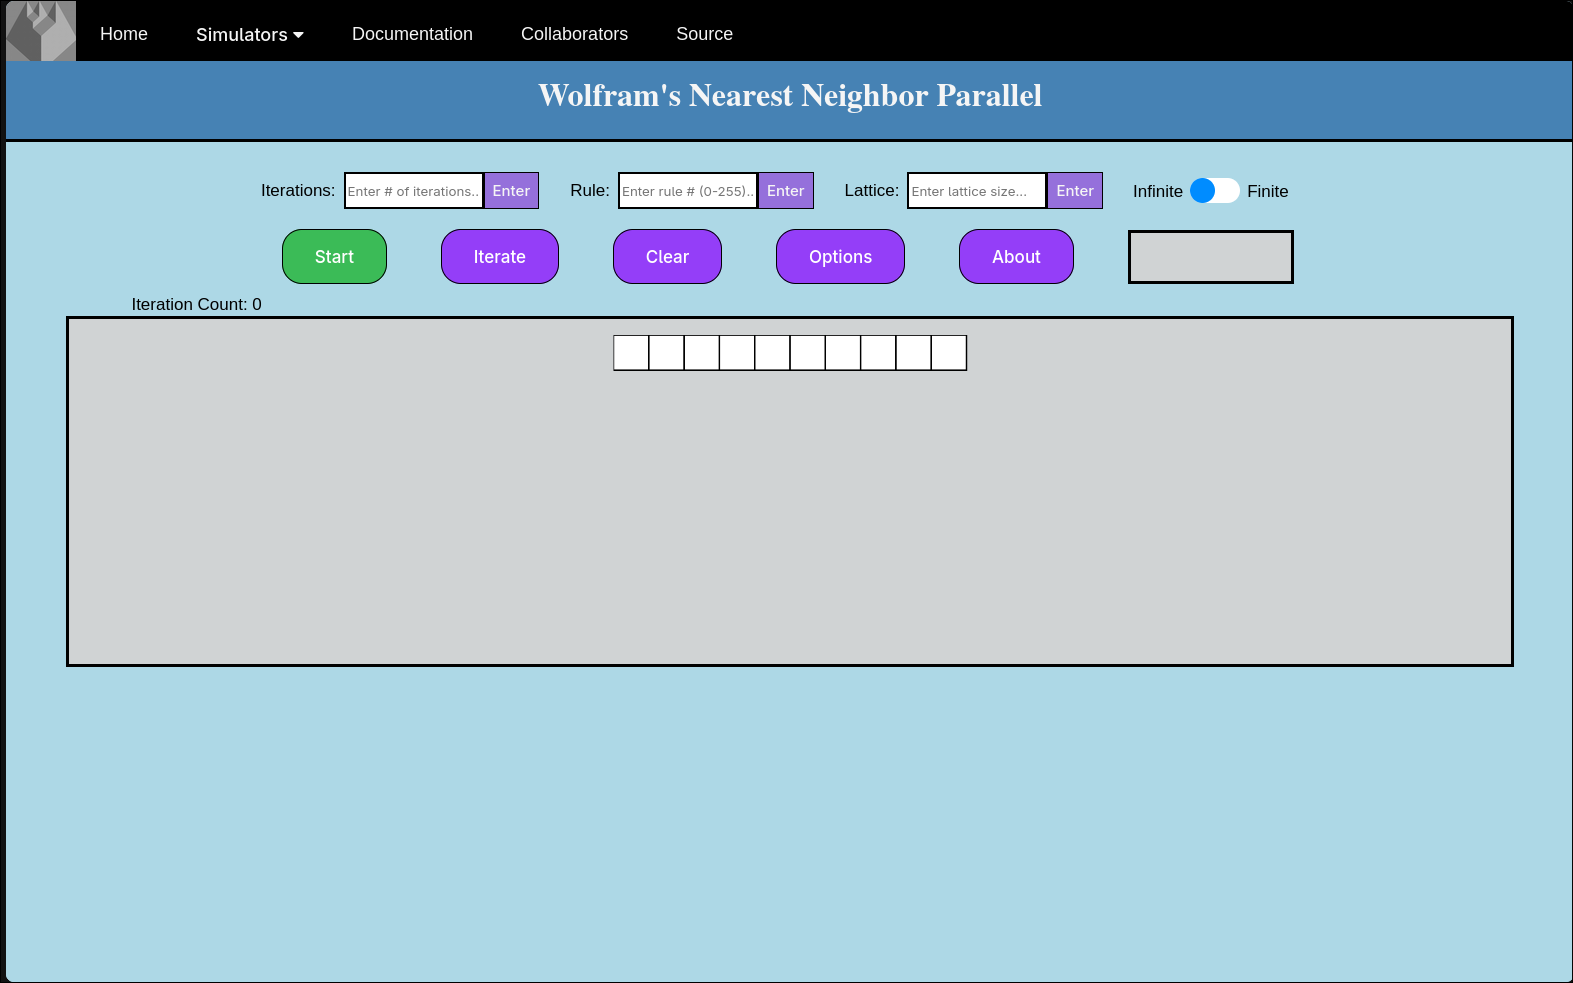 Home Simulators Documentation Collaborators Source
Wolfram's Nearest Neighbor Parallel
Iterations: Enter # of iterations.. Enter Rule: Enter rule # (0-255).. Enter Lattice: Enter lattice size... Enter Infinite Finite
Start Iterate Clear Options About
Iteration Count: 0